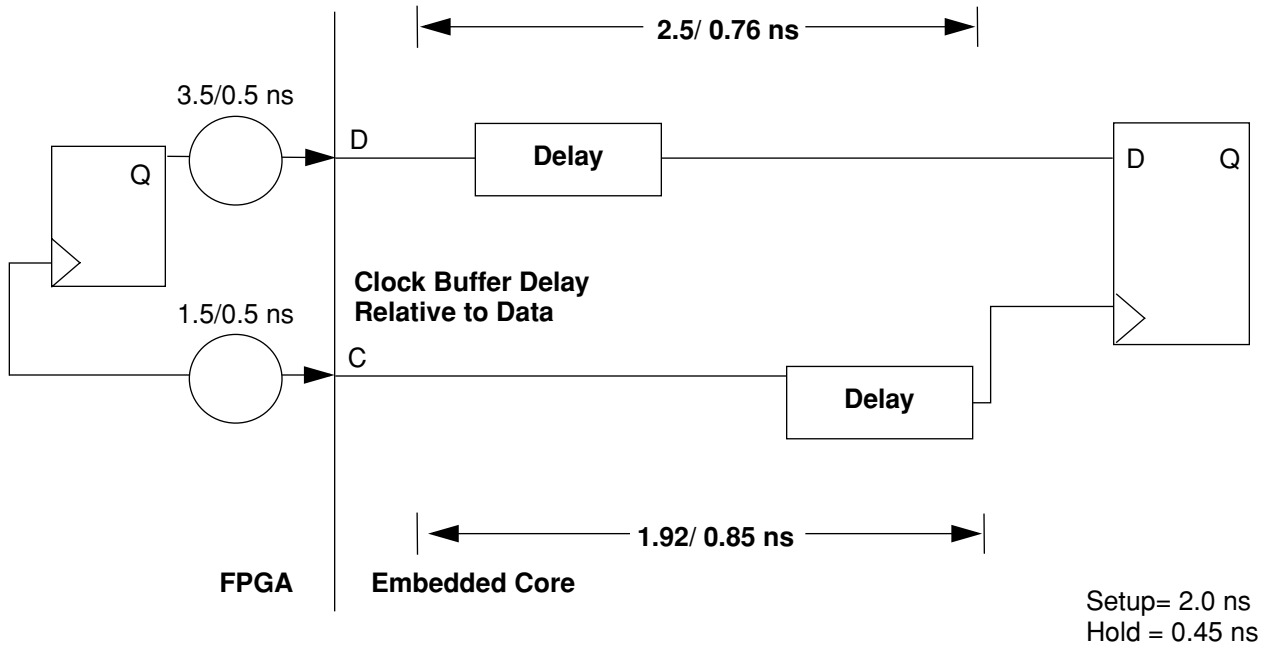 2.5/ 0.76 ns
3.5/0.5 ns
D
Delay
D Q
Q
Clock Buffer Delay
Relative to Data
1.5/0.5 ns
C
Delay
1.92/ 0.85 ns
FPGA
Embedded Core
Setup= 2.0 ns
Hold = 0.45 ns